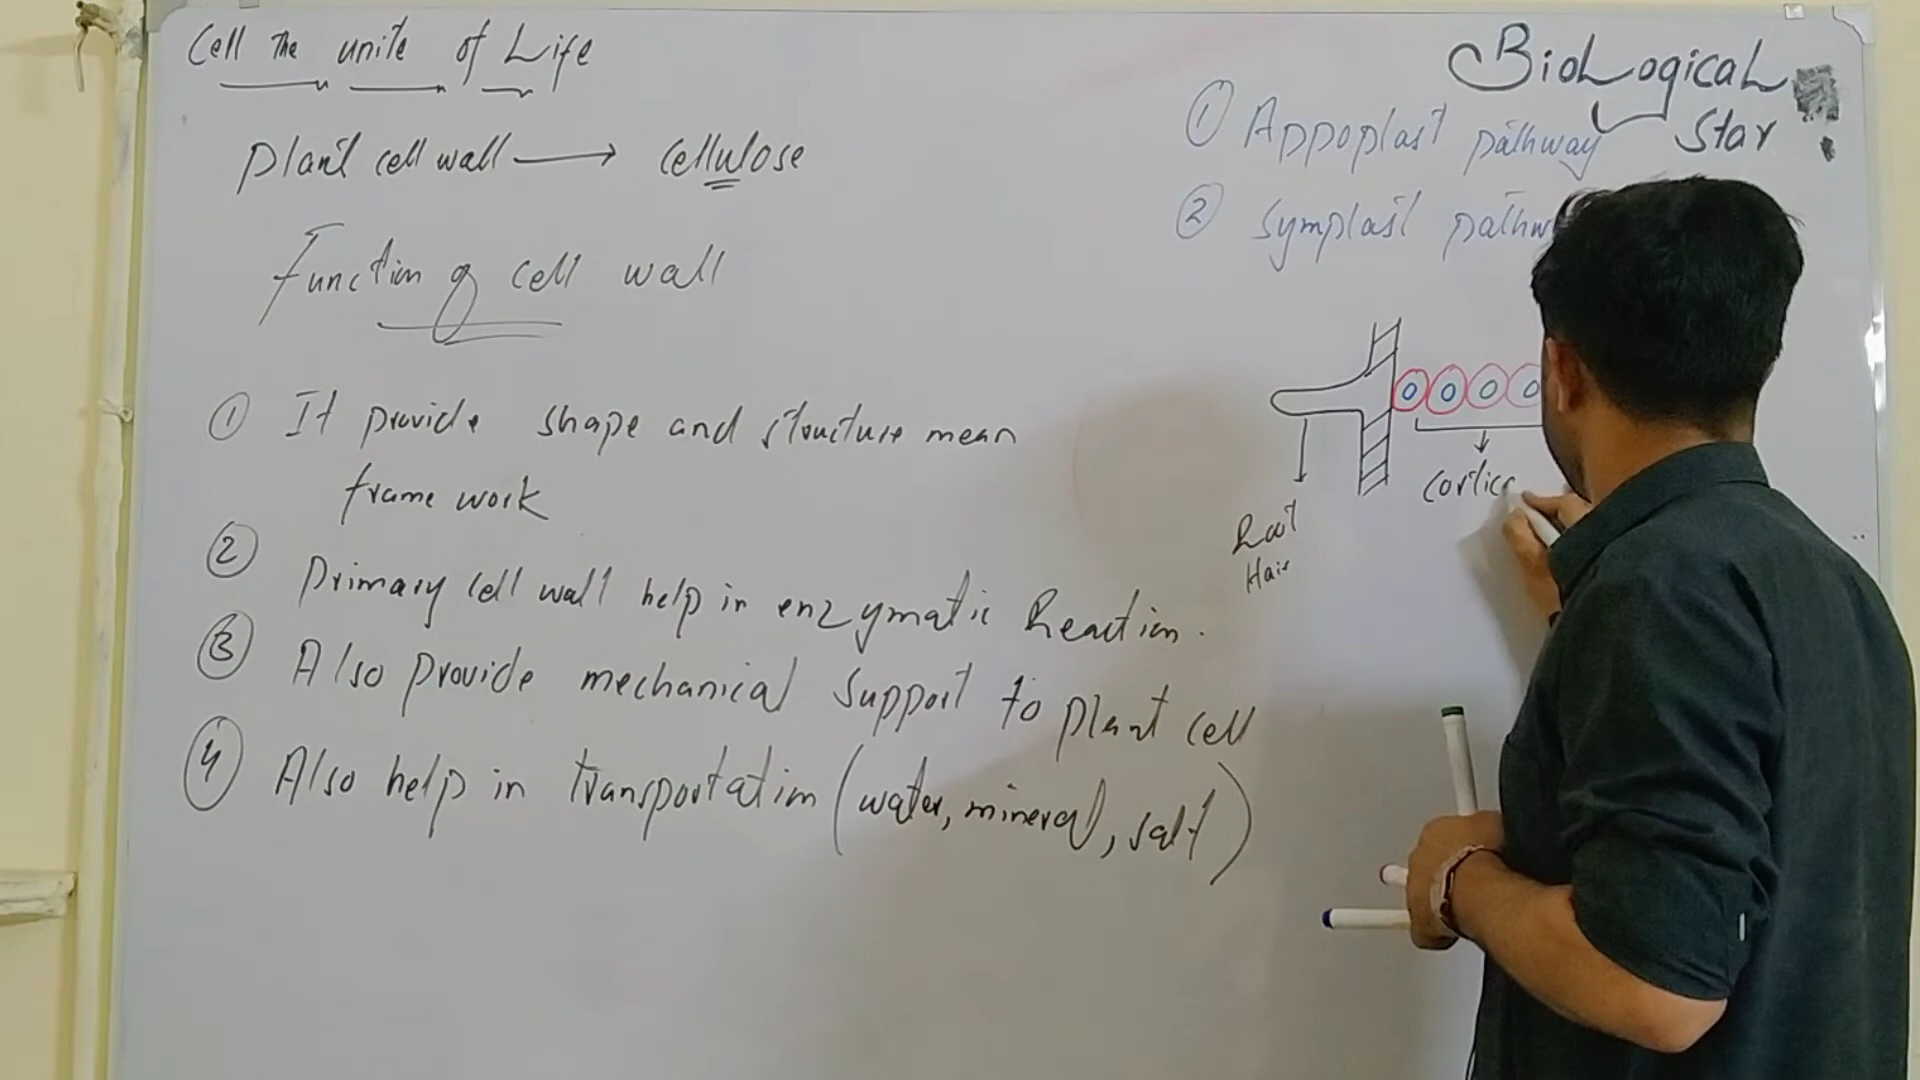 Cell The unite of Life
plant cell wall → cellulose
Function of cell wall
① It provide shape and structure mean
frame work
② Primary cell wall help in enzymatic Reaction.
③ Also provide mechanical support to plant cell
④ Also help in transportation (water, mineral, salt)
BioLogicaL
Star
① Appoplast pathway
② Symplast pathw
Root
Hair
Cortica